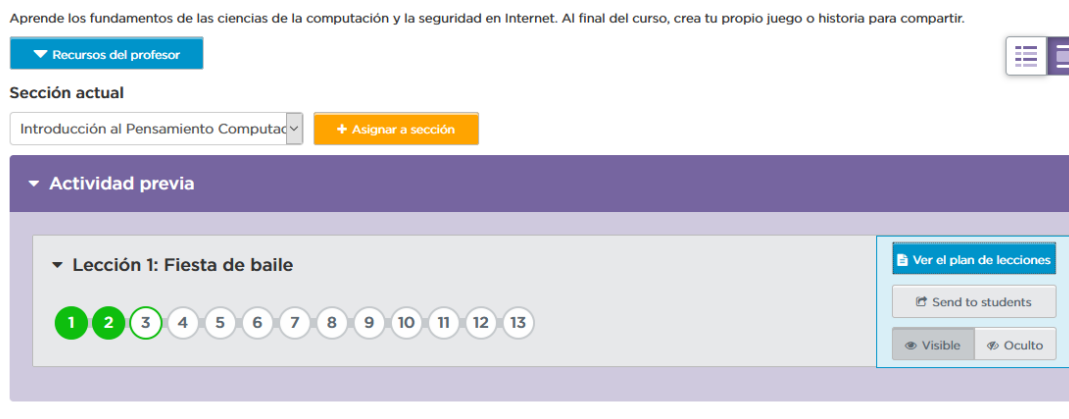 Aprende los fundamentos de las ciencias de la computación y la seguridad en Internet. Al final del curso, crea tu propio juego o historia para compartir.
Recursos del profesor
Sección actual
Introducción al Pensamiento Computac
+ Asignar a sección
Actividad previa
Lección 1: Fiesta de baile
Ver el plan de lecciones
Send to students
1 2 3 4 5 6 7 8 9 10 11 12 13
Visible Oculto